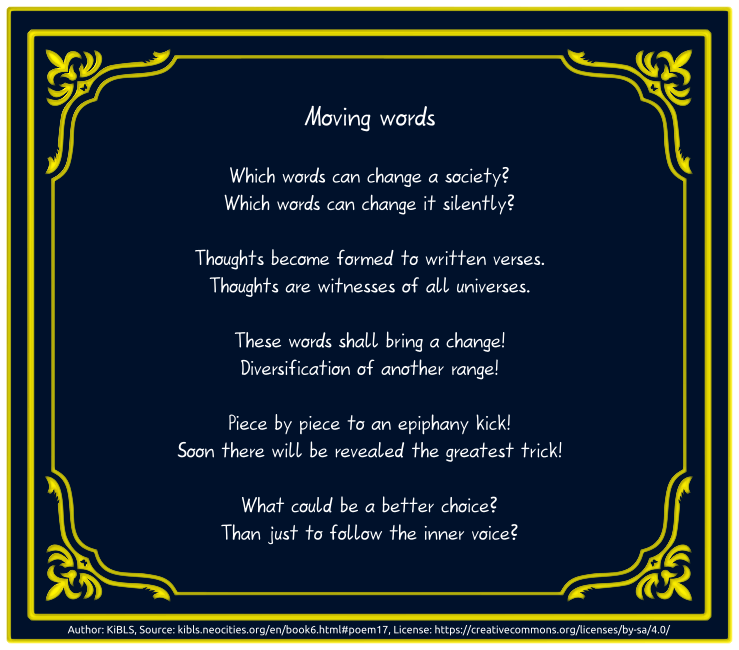 Moving words
Which words can change a society?
Which words can change it silently?
Thoughts become formed to written verses.
Thoughts are witnesses of all universes.
These words shall bring a change!
Diversification of another range!
Piece by piece to an epiphany kick!
Soon there will be revealed the greatest trick!
What could be a better choice?
Than just to follow the inner voice?
Author: KiBLS, Source: kibls.neocities.org/en/book6.html#poem17, License: https://creativecommons.org/licenses/by-sa/4.0/